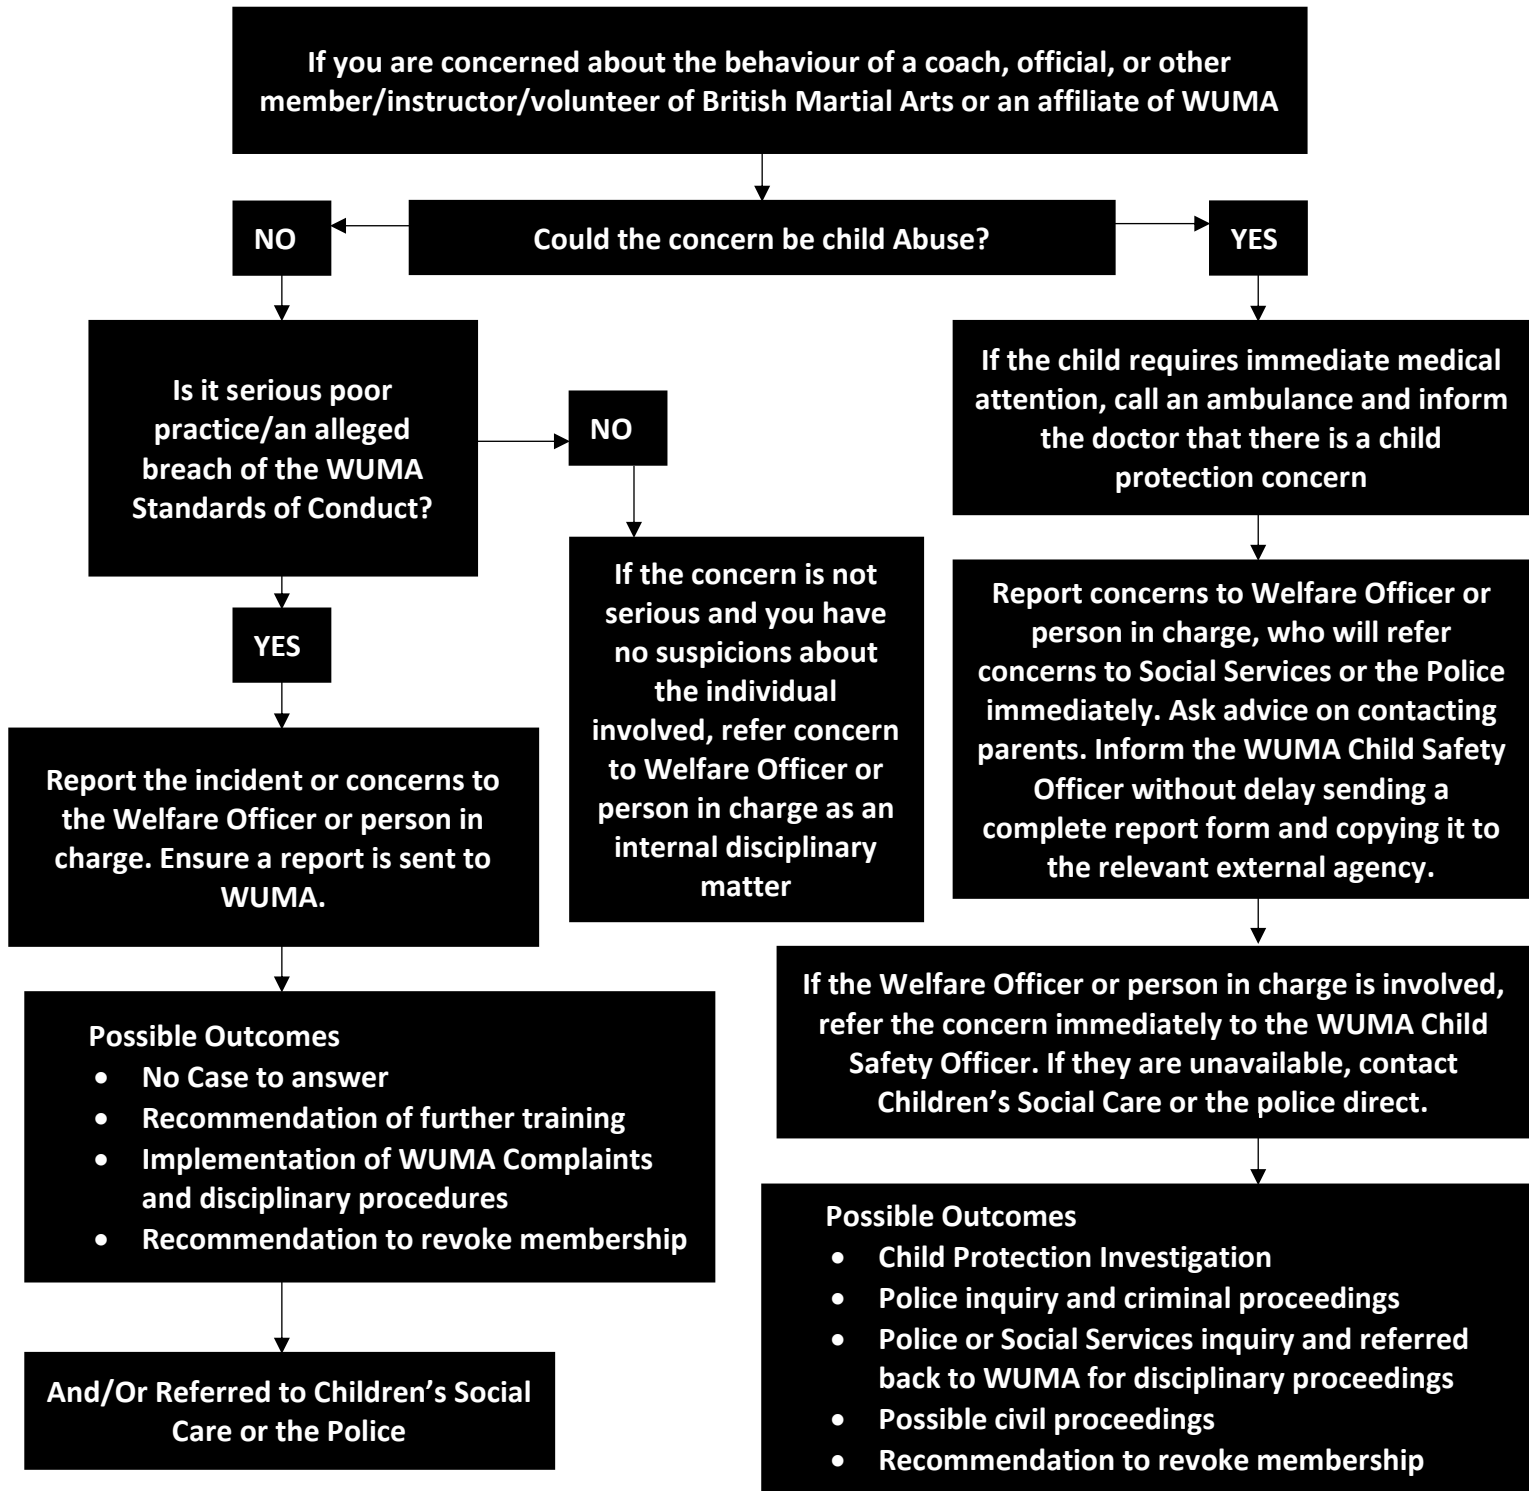 If you are concerned about the behaviour of a coach, official, or other
member/instructor/volunteer of British Martial Arts or an affiliate of WUMA
NO
Could the concern be child Abuse?
YES
Is it serious poor
practice/an alleged
breach of the WUMA
Standards of Conduct?
NO
If the child requires immediate medical
attention, call an ambulance and inform
the doctor that there is a child
protection concern
YES
If the concern is not
serious and you have
no suspicions about
the individual
involved, refer concern
to Welfare Officer or
person in charge as an
internal disciplinary
matter
Report concerns to Welfare Officer or
person in charge, who will refer
concerns to Social Services or the Police
immediately. Ask advice on contacting
parents. Inform the WUMA Child Safety
Officer without delay sending a
complete report form and copying it to
the relevant external agency.
Report the incident or concerns to
the Welfare Officer or person in
charge. Ensure a report is sent to
WUMA.
If the Welfare Officer or person in charge is involved,
refer the concern immediately to the WUMA Child
Safety Officer. If they are unavailable, contact
Children’s Social Care or the police direct.
Possible Outcomes
• No Case to answer
• Recommendation of further training
• Implementation of WUMA Complaints
and disciplinary procedures
• Recommendation to revoke membership
Possible Outcomes
• Child Protection Investigation
• Police inquiry and criminal proceedings
• Police or Social Services inquiry and referred
back to WUMA for disciplinary proceedings
• Possible civil proceedings
• Recommendation to revoke membership
And/Or Referred to Children’s Social
Care or the Police